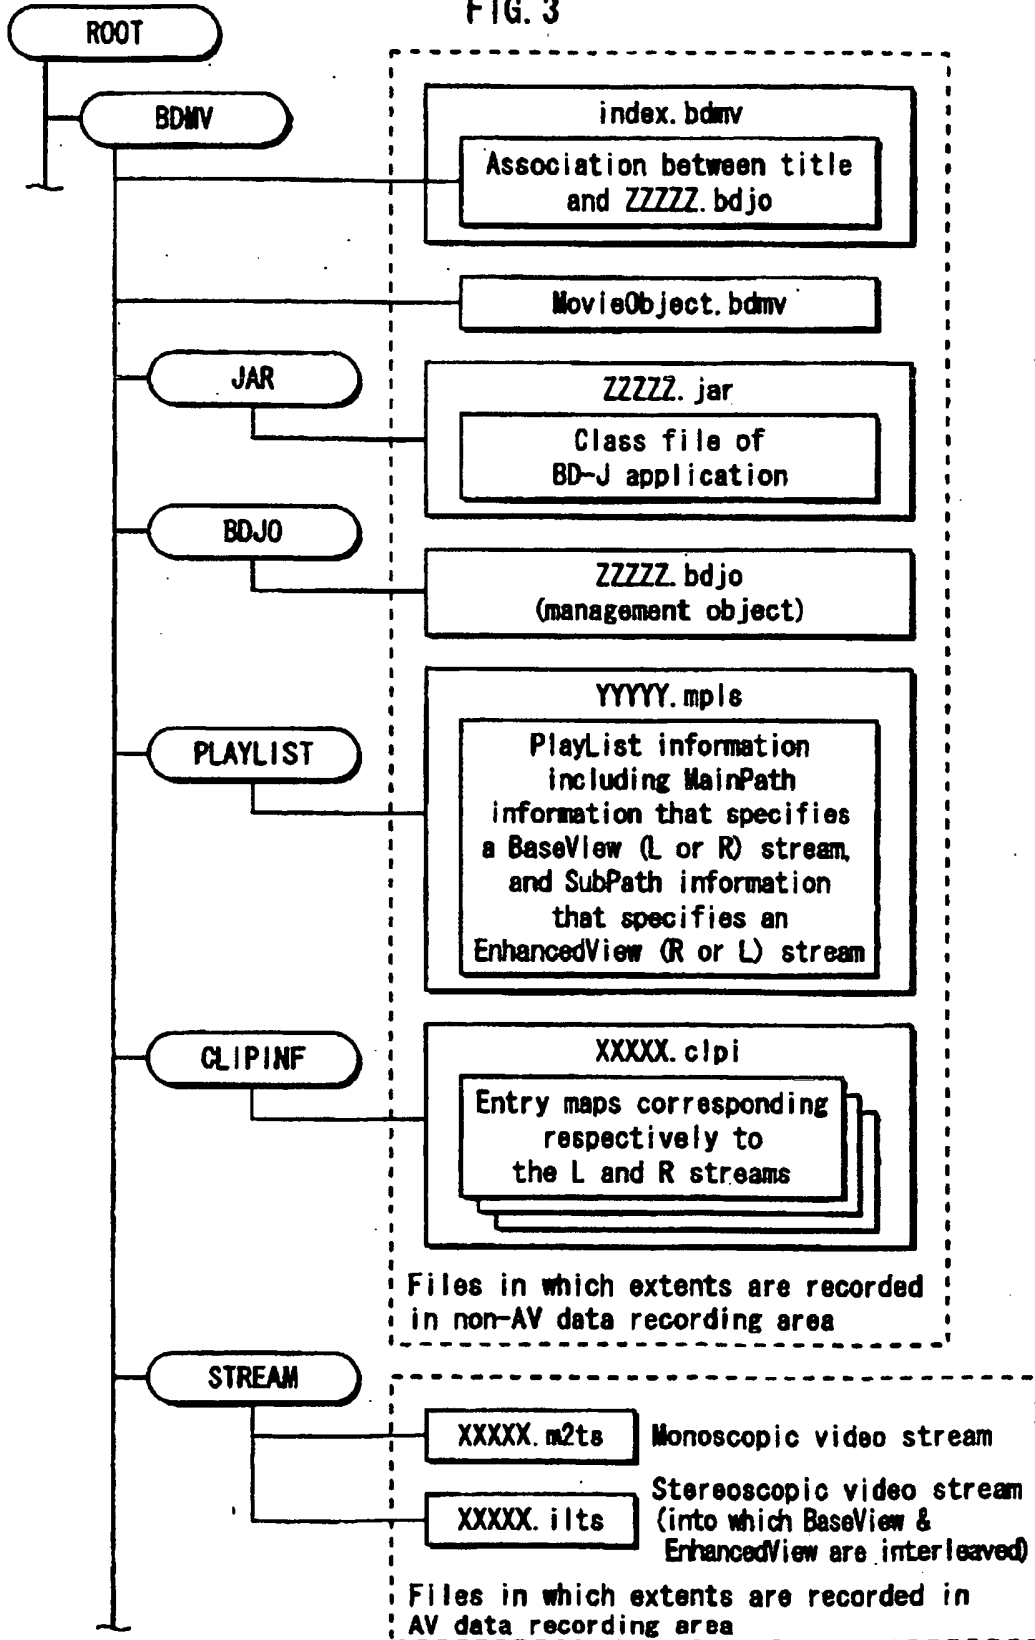 FIG. 3
ROOT
BDMV
index.bdmv
Association between title
and ZZZZZ.bdjo
MovieObject.bdmv
JAR
ZZZZZ.jar
Class file of
BD-J application
BDJO
ZZZZZ.bdjo
(management object)
PLAYLIST
YYYYY.mpls
PlayList information
including MainPath
information that specifies
a BaseView (L or R) stream,
and SubPath information
that specifies an
EnhancedView (R or L) stream
CLIPINF
XXXXX.clpi
Entry maps corresponding
respectively to
the L and R streams
Files in which extents are recorded
in non-AV data recording area
STREAM
XXXXX.m2ts
Monoscopic video stream
XXXXX.ilts
Stereoscopic video stream
(into which BaseView &
EnhancedView are interleaved)
Files in which extents are recorded in
AV data recording area